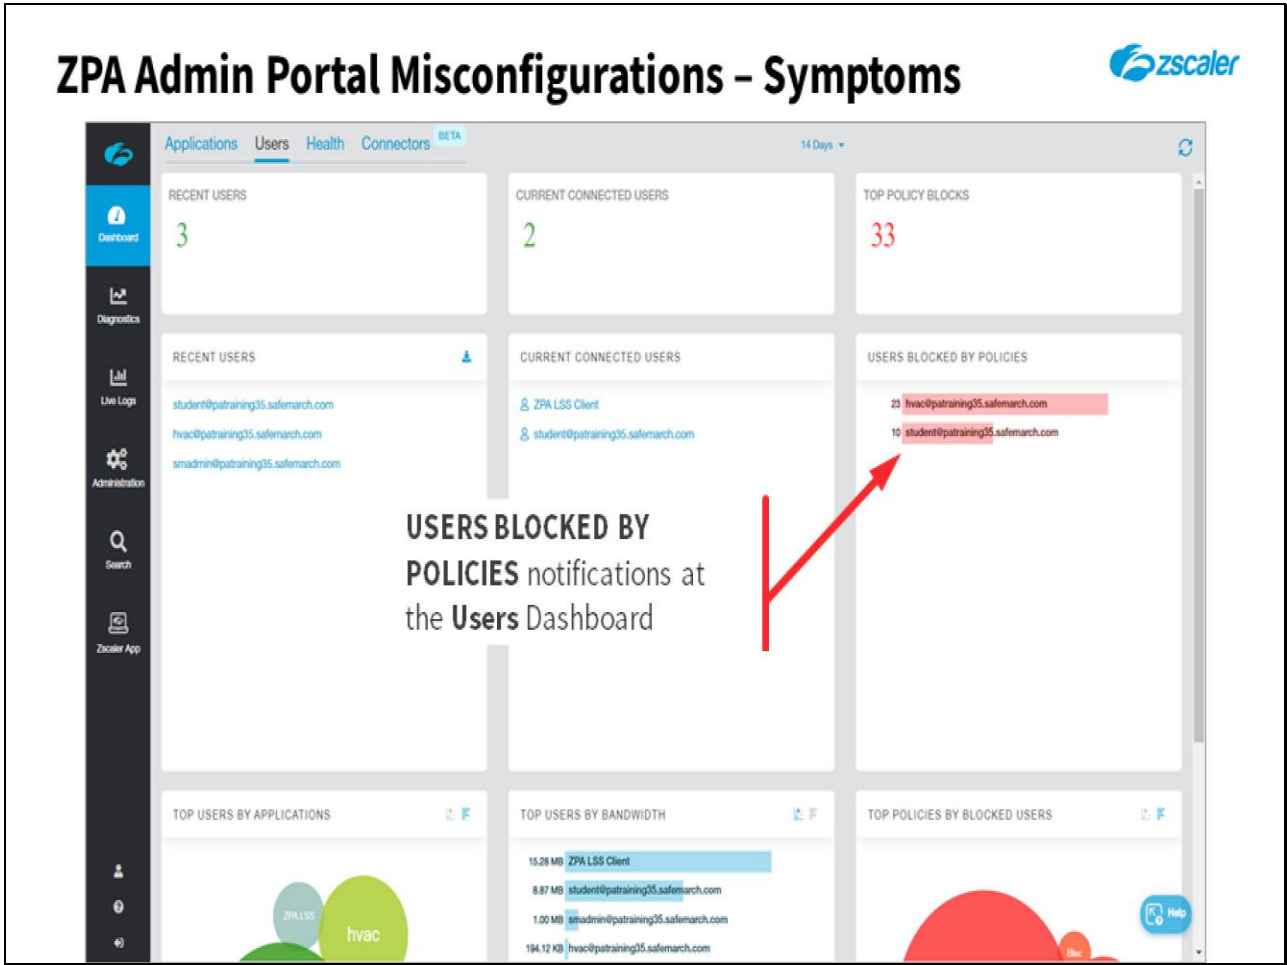 ZPA Admin Portal Misconfigurations – Symptoms
zscaler
Applications Users Health Connectors BETA
14 Days
Dashboard
Diagnostics
Live Logs
Administration
Search
Zscaler App
RECENT USERS
3
CURRENT CONNECTED USERS
2
TOP POLICY BLOCKS
33
RECENT USERS
student@patraining35.safemarch.com
hvac@patraining35.safemarch.com
smadmin@patraining35.safemarch.com
CURRENT CONNECTED USERS
ZPA LSS Client
student@patraining35.safemarch.com
USERS BLOCKED BY POLICIES
23 hvac@patraining35.safemarch.com
10 student@patraining35.safemarch.com
USERS BLOCKED BY
POLICIES notifications at
the Users Dashboard
TOP USERS BY APPLICATIONS
ZPA LSS
hvac
TOP USERS BY BANDWIDTH
15.28 MB ZPA LSS Client
8.87 MB student@patraining35.safemarch.com
1.00 MB smadmin@patraining35.safemarch.com
194.12 KB hvac@patraining35.safemarch.com
TOP POLICIES BY BLOCKED USERS
Bloc
Help